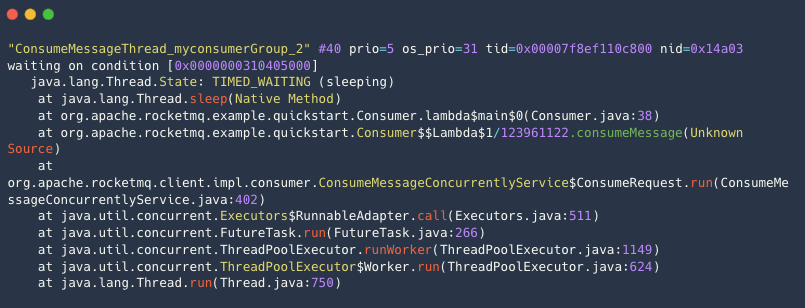 "ConsumeMessageThread_myconsumerGroup_2" #40 prio=5 os_prio=31 tid=0x00007f8ef110c800 nid=0x14a03
waiting on condition [0x0000000310405000]
   java.lang.Thread.State: TIMED_WAITING (sleeping)
    at java.lang.Thread.sleep(Native Method)
    at org.apache.rocketmq.example.quickstart.Consumer.lambda$main$0(Consumer.java:38)
    at org.apache.rocketmq.example.quickstart.Consumer$$Lambda$1/123961122.consumeMessage(Unknown
Source)
    at
org.apache.rocketmq.client.impl.consumer.ConsumeMessageConcurrentlyService$ConsumeRequest.run(ConsumeMe
ssageConcurrentlyService.java:402)
    at java.util.concurrent.Executors$RunnableAdapter.call(Executors.java:511)
    at java.util.concurrent.FutureTask.run(FutureTask.java:266)
    at java.util.concurrent.ThreadPoolExecutor.runWorker(ThreadPoolExecutor.java:1149)
    at java.util.concurrent.ThreadPoolExecutor$Worker.run(ThreadPoolExecutor.java:624)
    at java.lang.Thread.run(Thread.java:750)